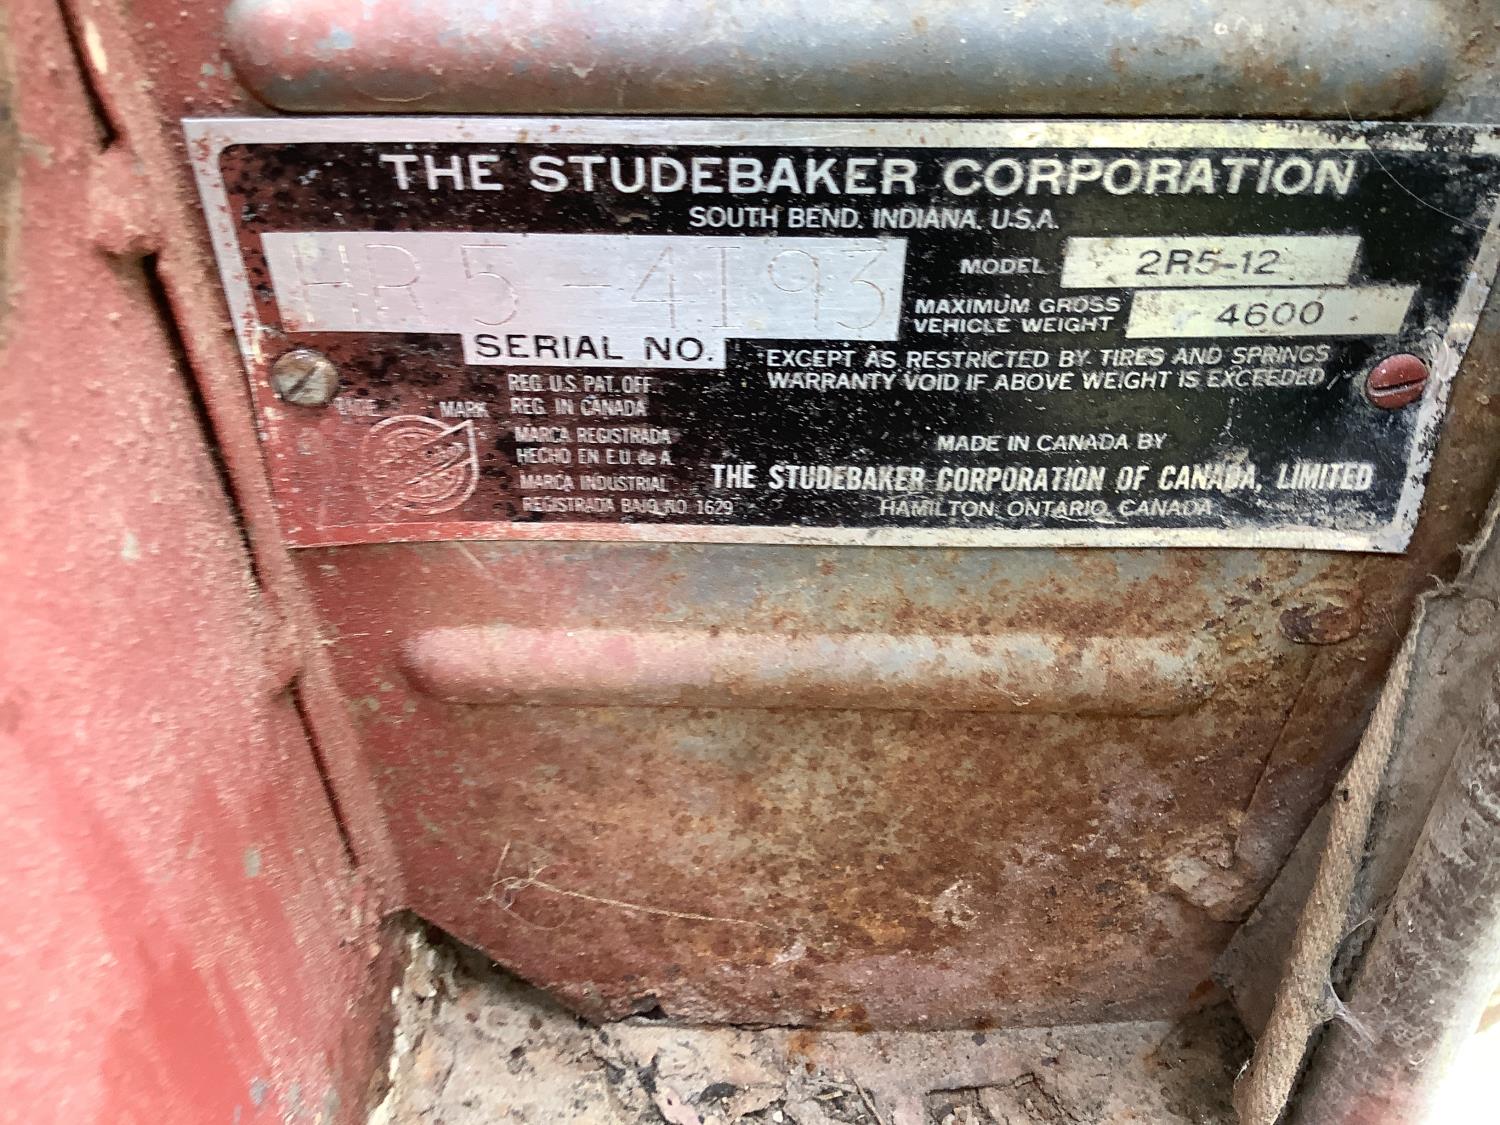 THE STUDEBAKER CORPORATION
SOUTH BEND, INDIANA, U.S.A.
HR5-4193
SERIAL NO.
MODEL 2R5-12
MAXIMUM GROSS
VEHICLE WEIGHT 4600
EXCEPT AS RESTRICTED BY TIRES AND SPRINGS
WARRANTY VOID IF ABOVE WEIGHT IS EXCEEDED
MARK
REG. U.S. PAT. OFF.
REG. IN CANADA
MARCA REGISTRADA
HECHO EN E.U. de A.
MARCA INDUSTRIAL
REGISTRADA BAJO NO. 1629
MADE IN CANADA BY
THE STUDEBAKER CORPORATION OF CANADA, LIMITED
HAMILTON, ONTARIO, CANADA